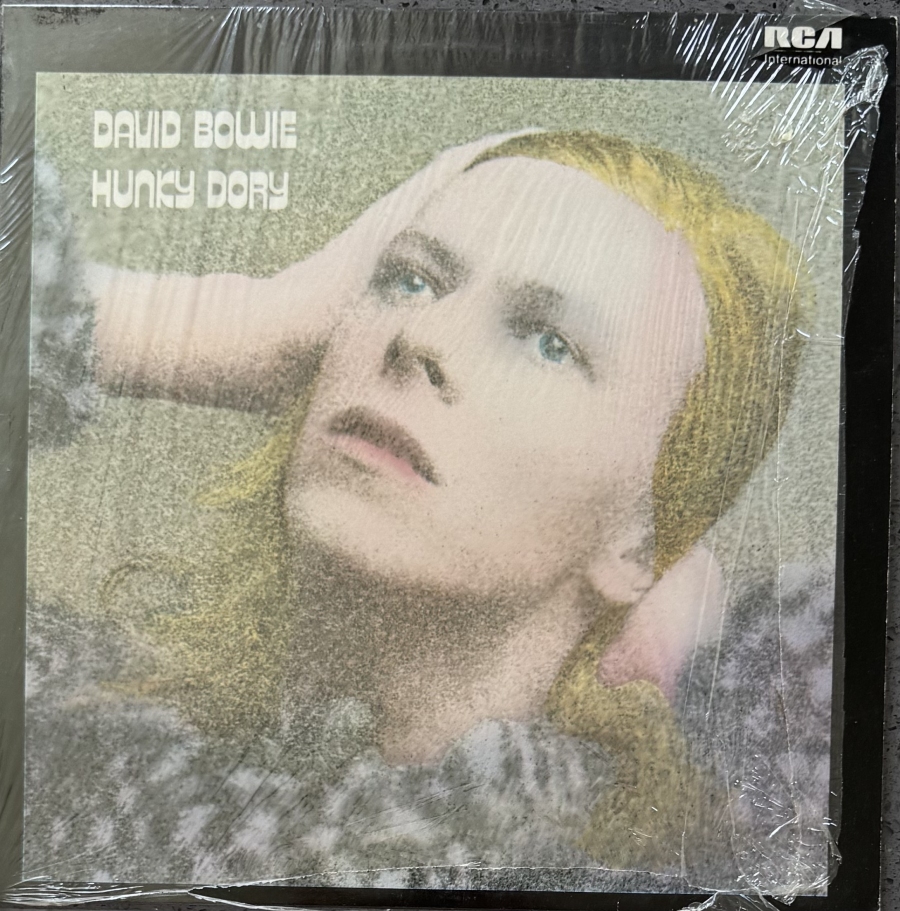 RCA
International
DAVID BOWIE
HUNKY DORY